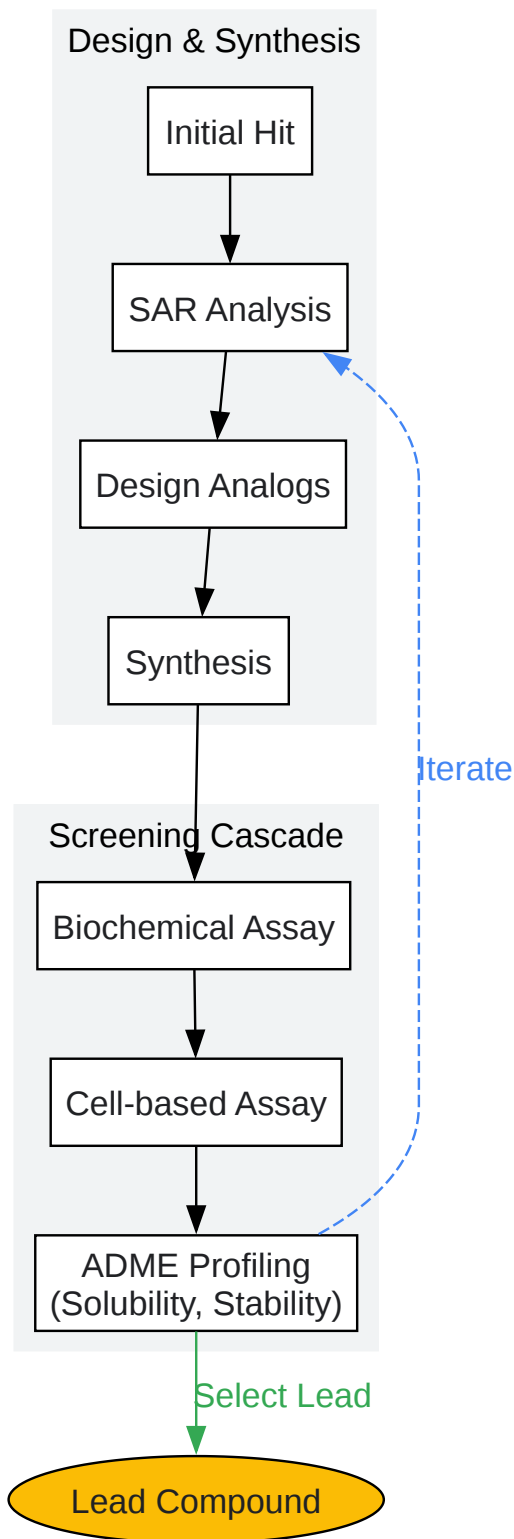 Design & Synthesis
Initial Hit
SAR Analysis
Design Analogs
Synthesis
Iterate
Screening Cascade
Biochemical Assay
Cell-based Assay
ADME Profiling
(Solubility, Stability)
Select Lead
Lead Compound